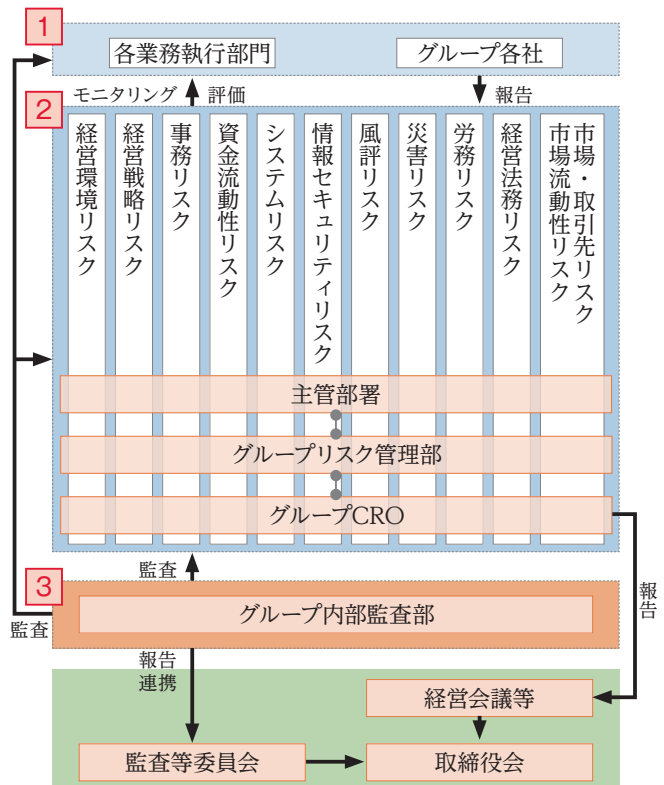 1
各業務執行部門
グループ各社
モニタリング
評価
報告
2
経営環境リスク
経営戦略リスク
事務リスク
資金流動性リスク
システムリスク
情報セキュリティリスク
風評リスク
災害リスク
労務リスク
経営法務リスク
市場・取引先リスク
市場流動性リスク
主管部署
グループリスク管理部
グループCRO
監査
3
グループ内部監査部
監査
報告
報告
連携
経営会議等
監査等委員会
取締役会